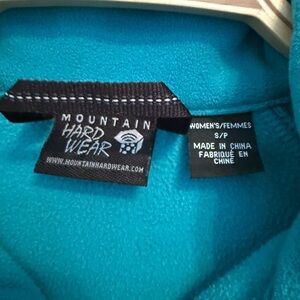 MOUNTAIN
HARD
WEAR
WWW.MOUNTAINHARDWEAR.COM
WOMEN'S/FEMMES
S/P
MADE IN CHINA
FABRIQUÉ EN
CHINE